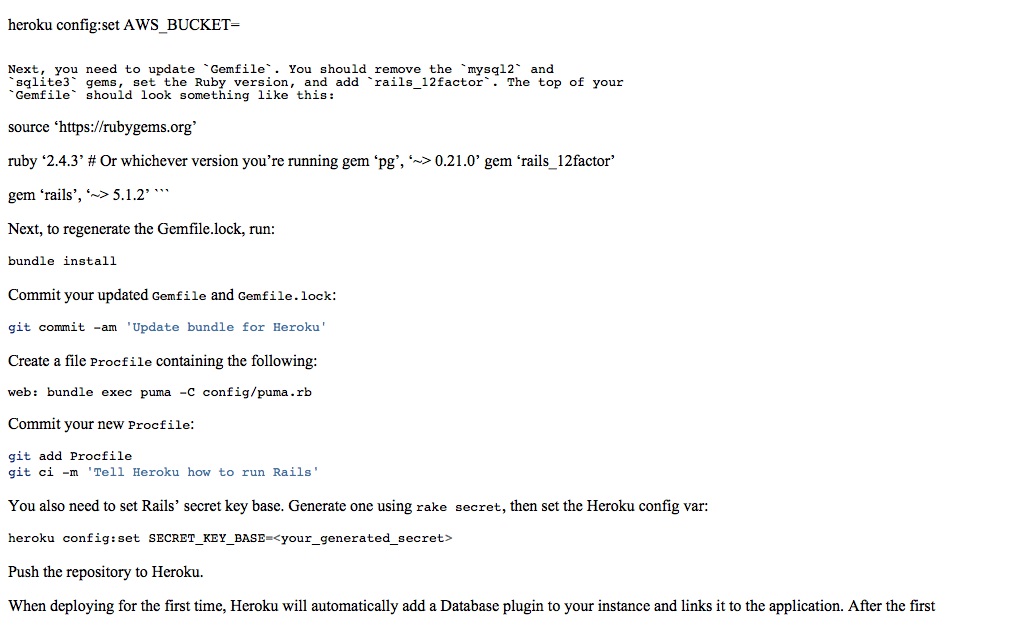 heroku config:set AWS_BUCKET=
Next, you need to update `Gemfile`. You should remove the `mysql2` and
`sqlite3` gems, set the Ruby version, and add `rails_12factor`. The top of your
`Gemfile` should look something like this:
source ‘https://rubygems.org’
ruby ‘2.4.3’ # Or whichever version you’re running gem ‘pg’, ‘~> 0.21.0’ gem ‘rails_12factor’
gem ‘rails’, ‘~> 5.1.2’ ```
Next, to regenerate the Gemfile.lock, run:
bundle install
Commit your updated Gemfile and Gemfile.lock:
git commit -am 'Update bundle for Heroku'
Create a file Procfile containing the following:
web: bundle exec puma -C config/puma.rb
Commit your new Procfile:
git add Procfile
git ci -m 'Tell Heroku how to run Rails'
You also need to set Rails’ secret key base. Generate one using rake secret, then set the Heroku config var:
heroku config:set SECRET_KEY_BASE=<your_generated_secret>
Push the repository to Heroku.
When deploying for the first time, Heroku will automatically add a Database plugin to your instance and links it to the application. After the first